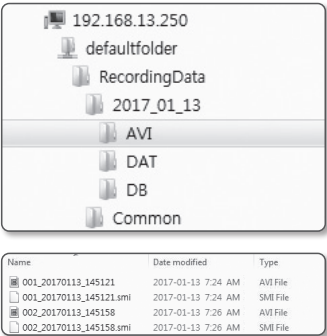 192.168.13.250
defaultfolder
RecordingData
2017_01_13
AVI
DAT
DB
Common
Name Date modified Type
001_20170113_145121 2017-01-13 7:24 AM AVI File
001_20170113_145121.smi 2017-01-13 7:24 AM SMI File
002_20170113_145158 2017-01-13 7:26 AM AVI File
002_20170113_145158.smi 2017-01-13 7:26 AM SMI File